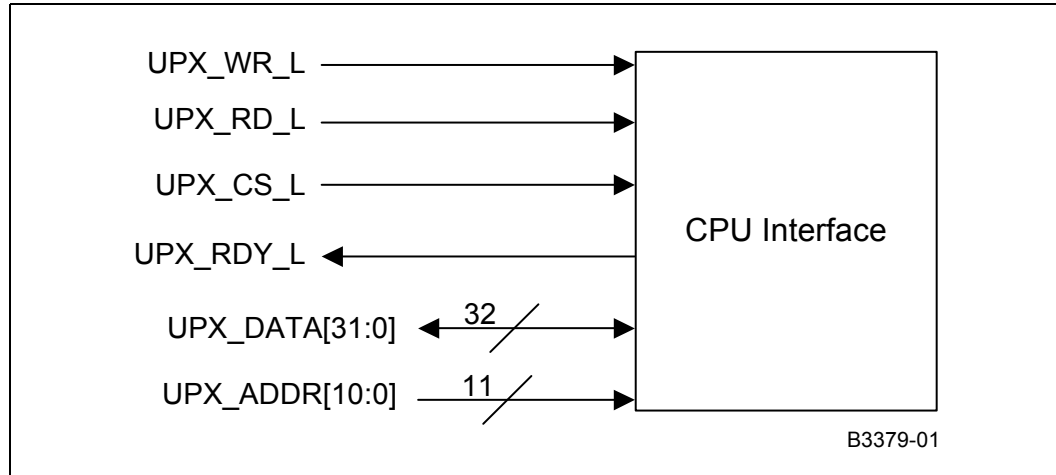 UPX_WR_L
UPX_RD_L
UPX_CS_L
CPU Interface
UPX_RDY_L
UPX_DATA[31:0] 32
UPX_ADDR[10:0] 11
B3379-01